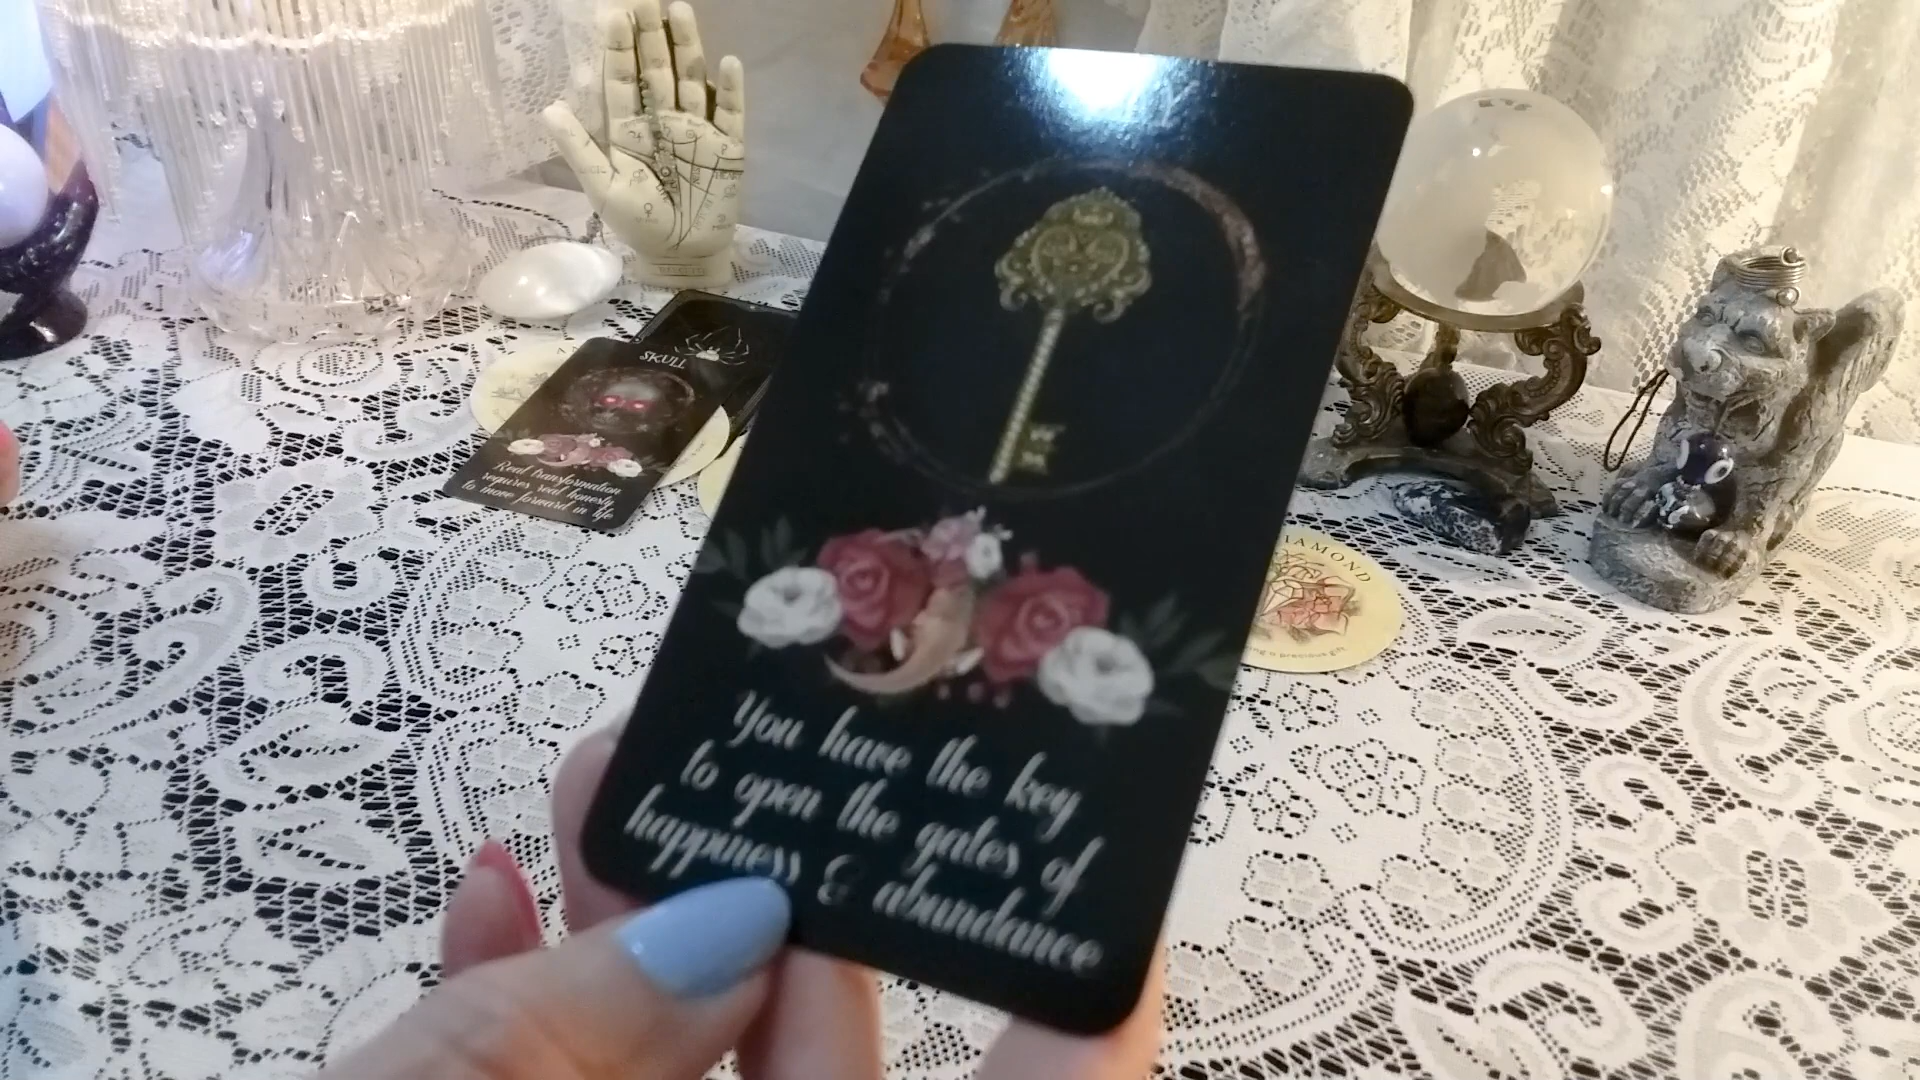 You have the key
to open the gates of
happiness & abundance
SKULL
Real transformation
requires real honesty
to move forward in life
HEART